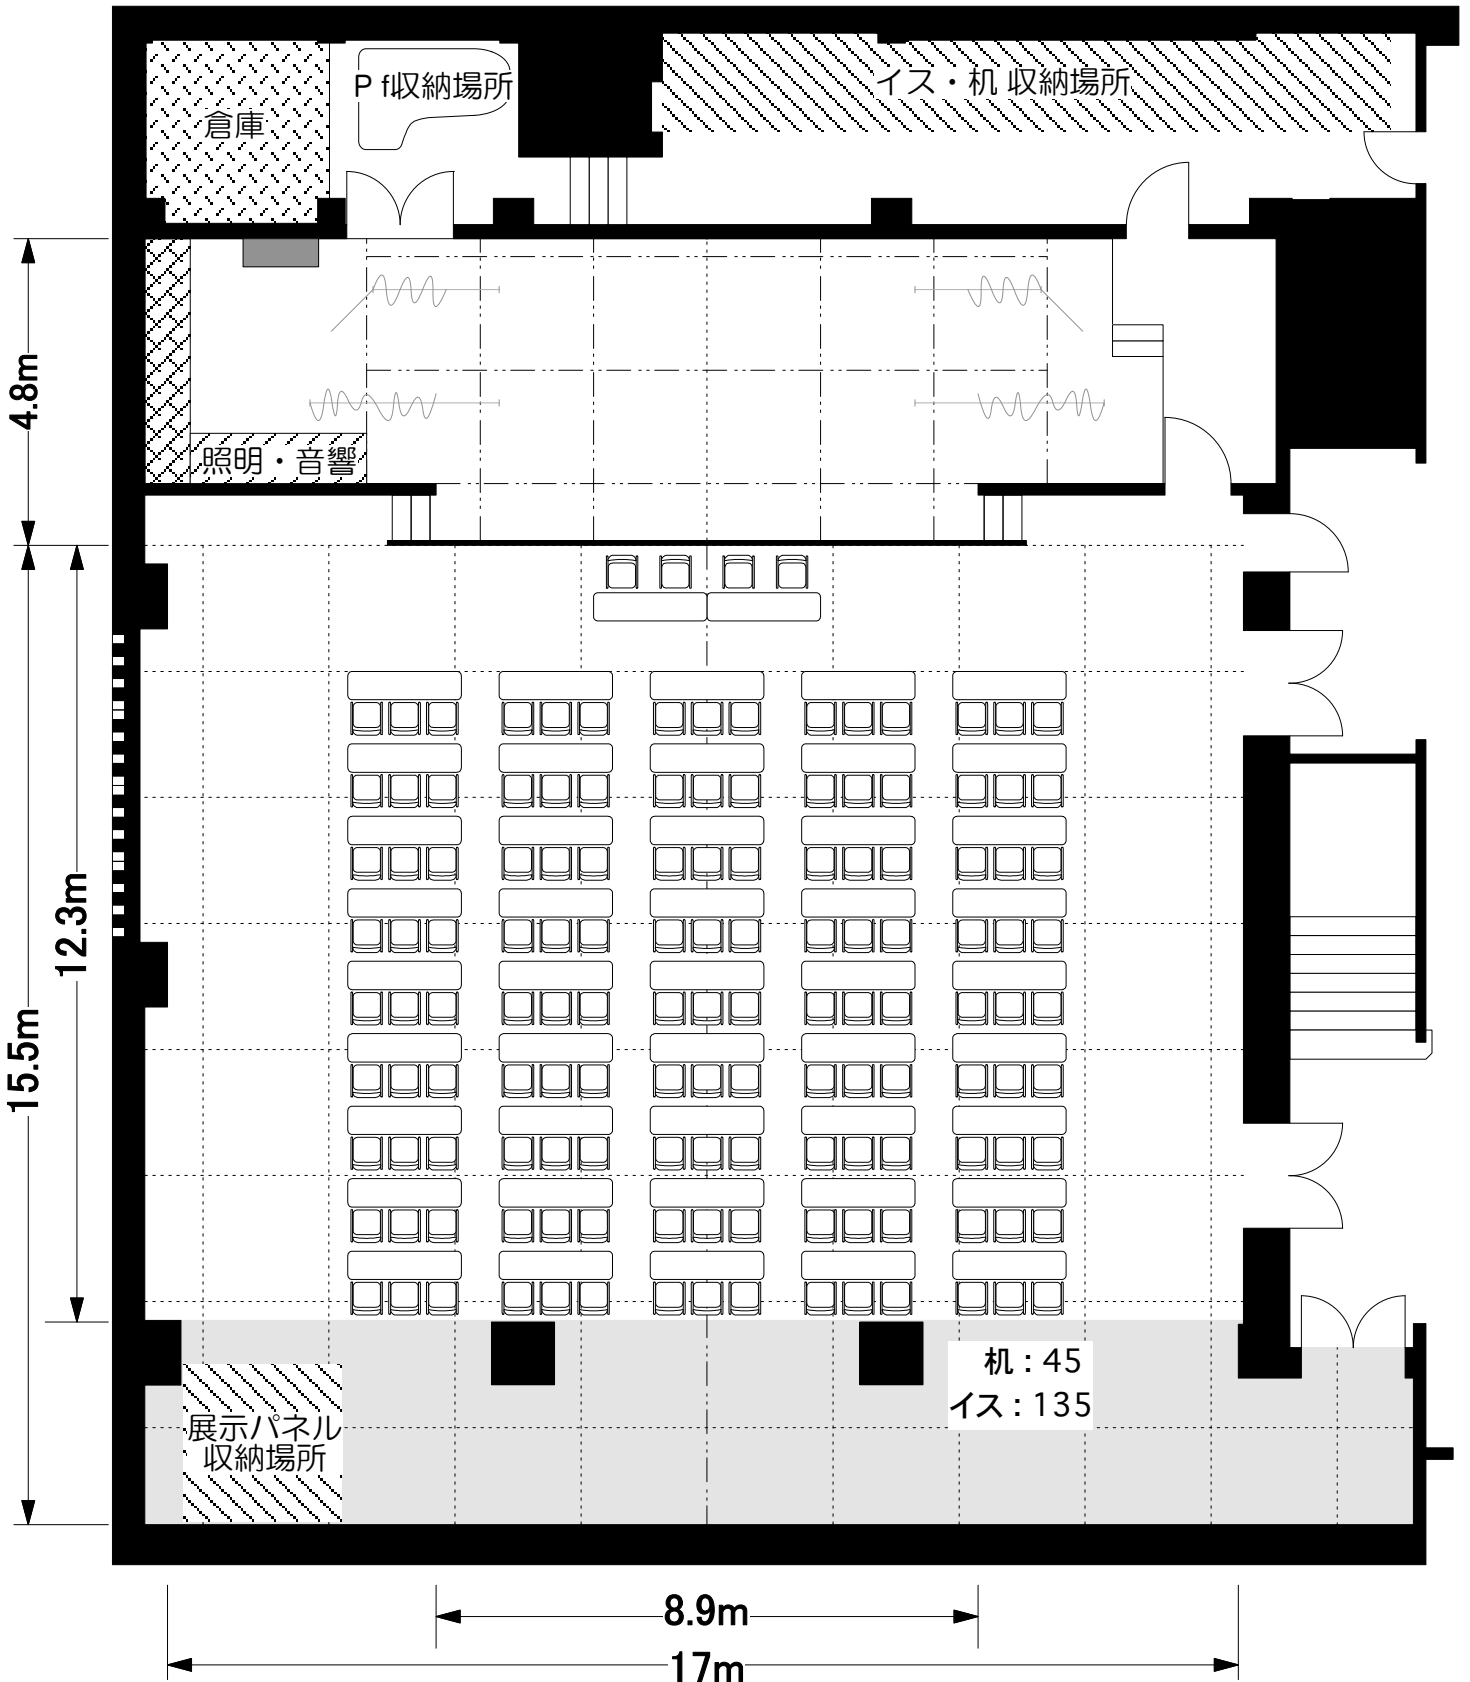 Pf収納場所
イス・机 収納場所
倉庫
4.8m
照明・音響
12.3m
15.5m
机：45
イス：135
展示パネル
収納場所
8.9m
17m